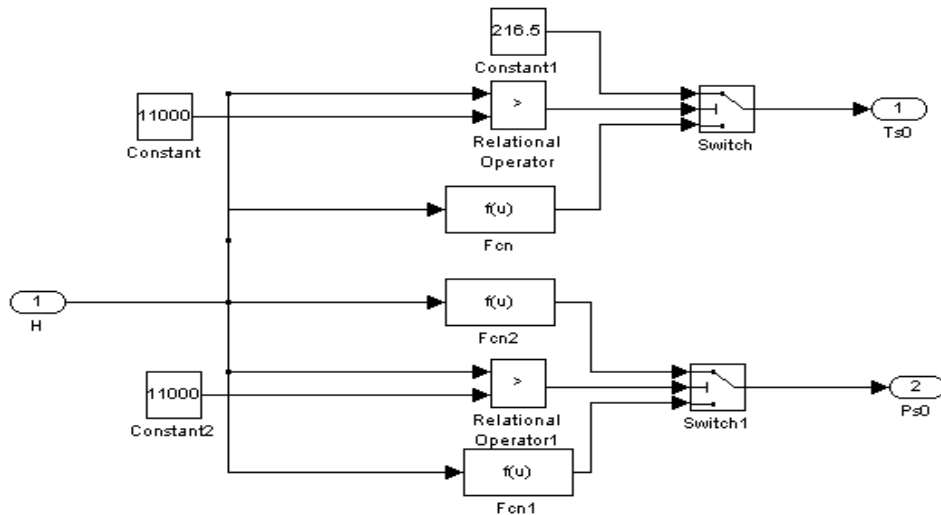 216.5
Constant1
11000
Constant
>
Relational
Operator
Switch
1
Ts0
f(u)
Fcn
1
H
f(u)
Fcn2
11000
Constant2
>
Relational
Operator1
Switch1
2
Ps0
f(u)
Fcn1